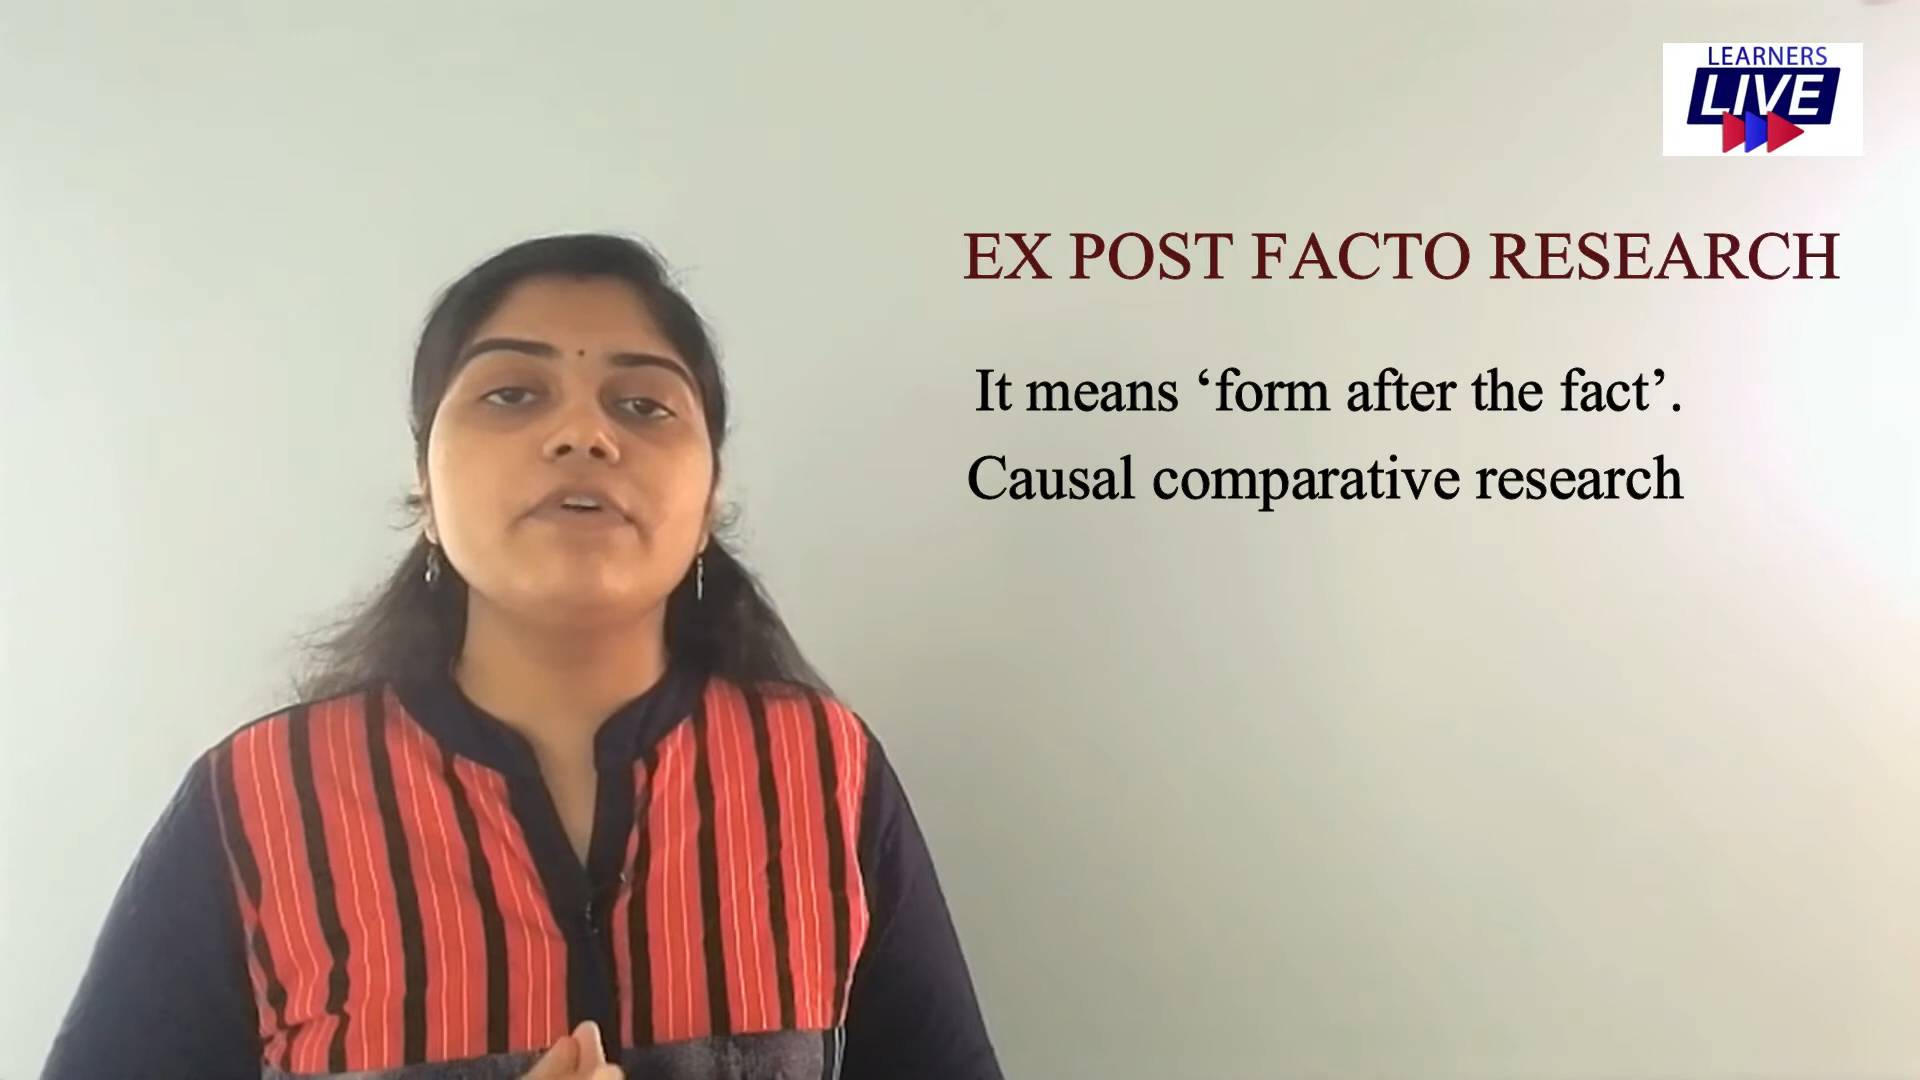 LEARNERS
LIVE
EX POST FACTO RESEARCH
It means ‘form after the fact’.
Causal comparative research